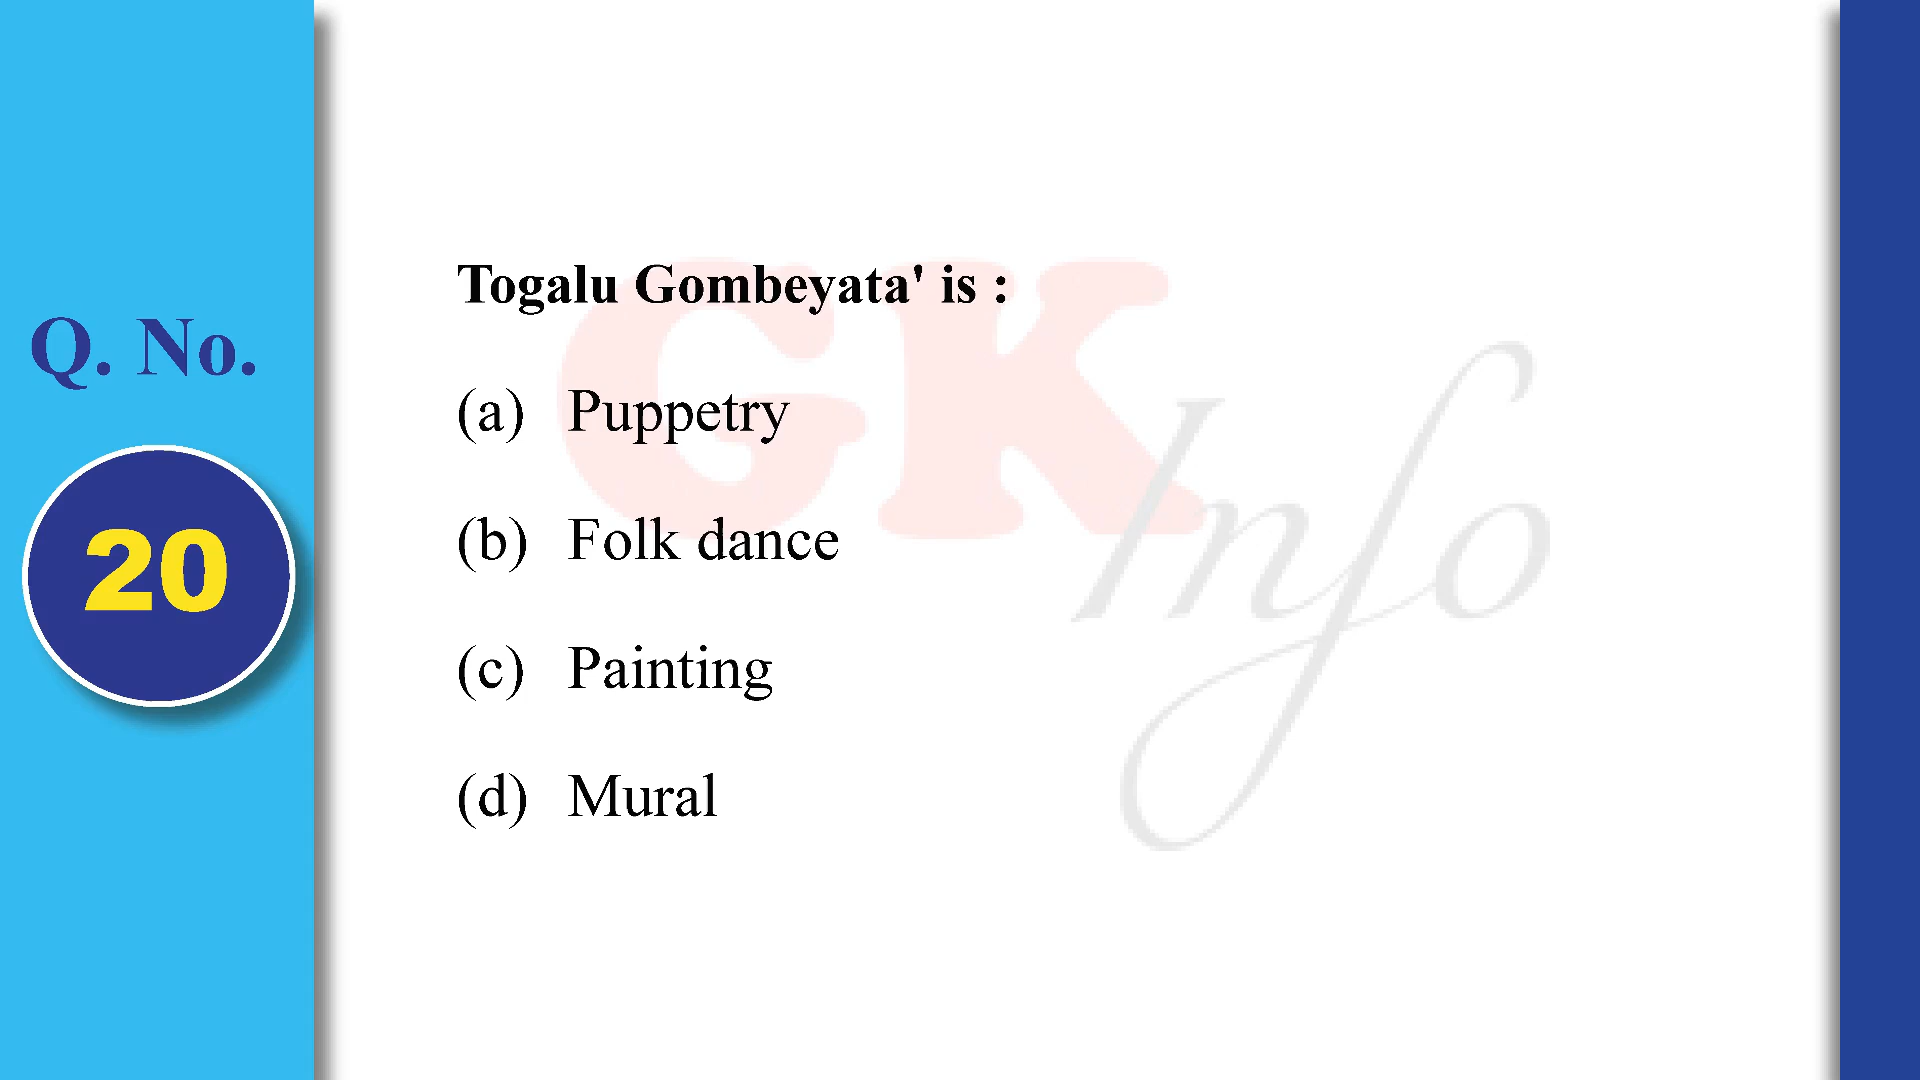 Q. No.
20
Togalu Gombeyata' is :
(a) Puppetry
(b) Folk dance
(c) Painting
(d) Mural
GK
Info